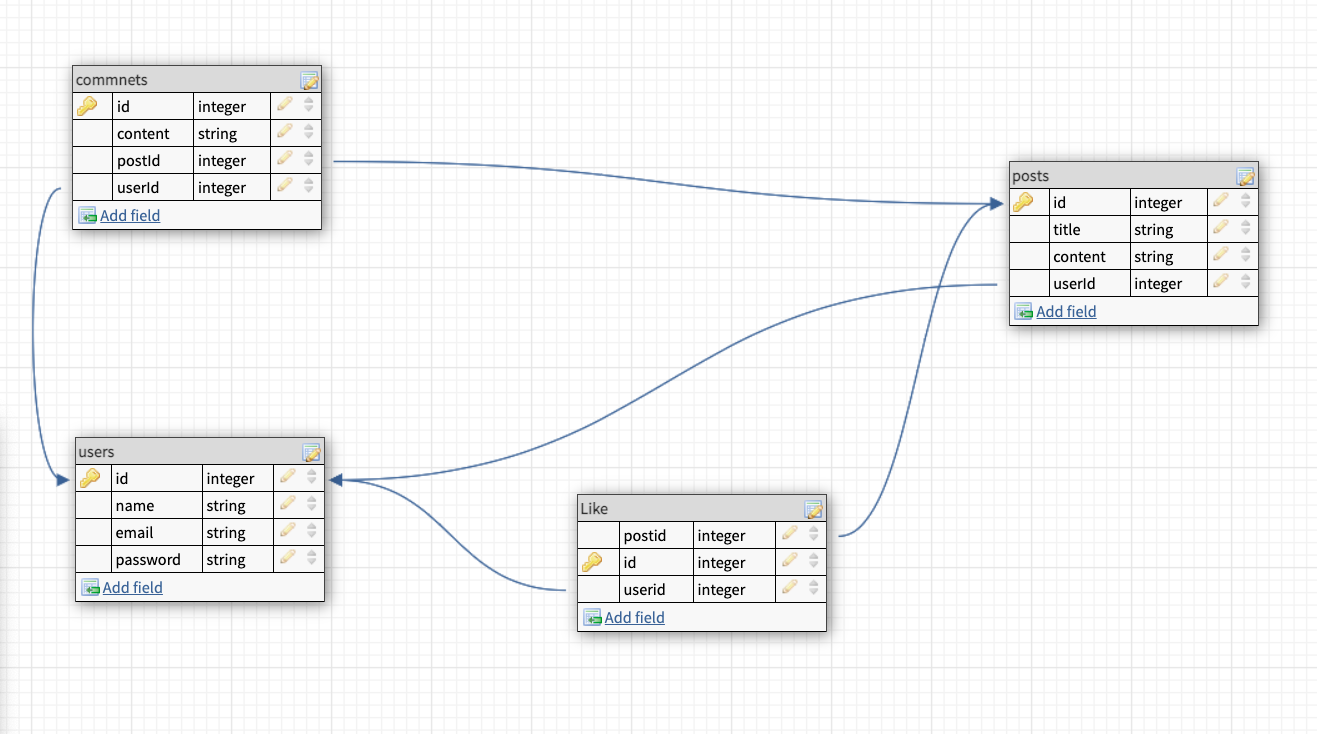 commnets
id integer
content string
postId integer
userId integer
Add field
posts
id integer
title string
content string
userId integer
Add field
users
id integer
name string
email string
password string
Add field
Like
postid integer
id integer
userid integer
Add field